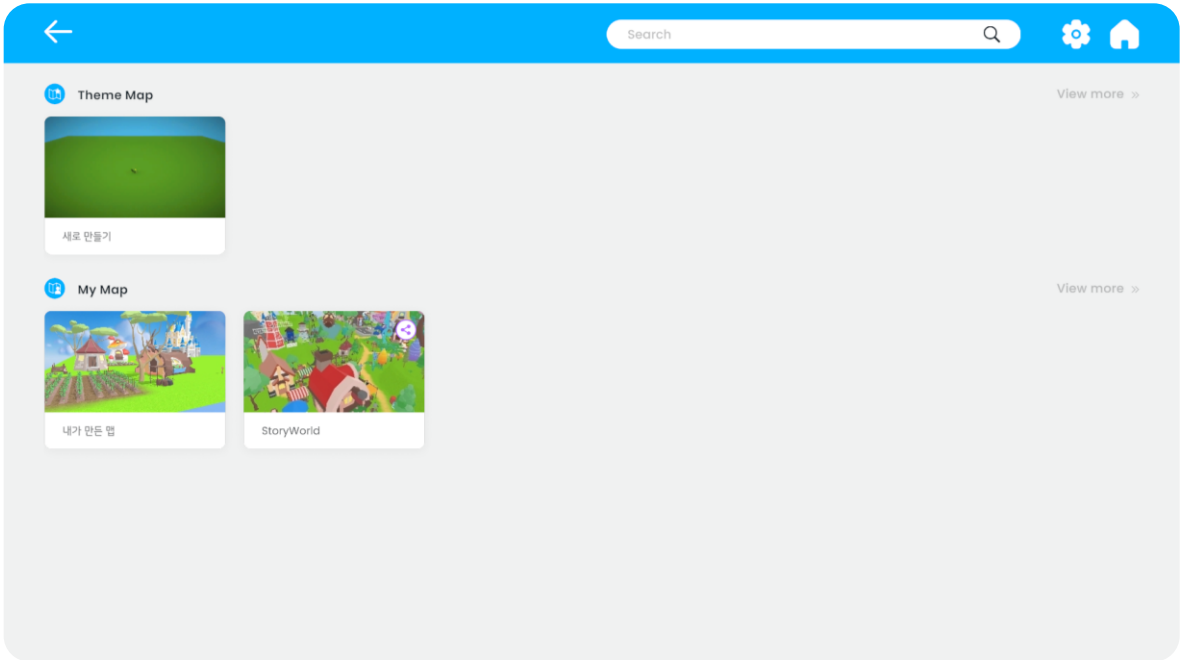 Search
Theme Map
View more »
새로 만들기
My Map
View more »
내가 만든 맵
StoryWorld